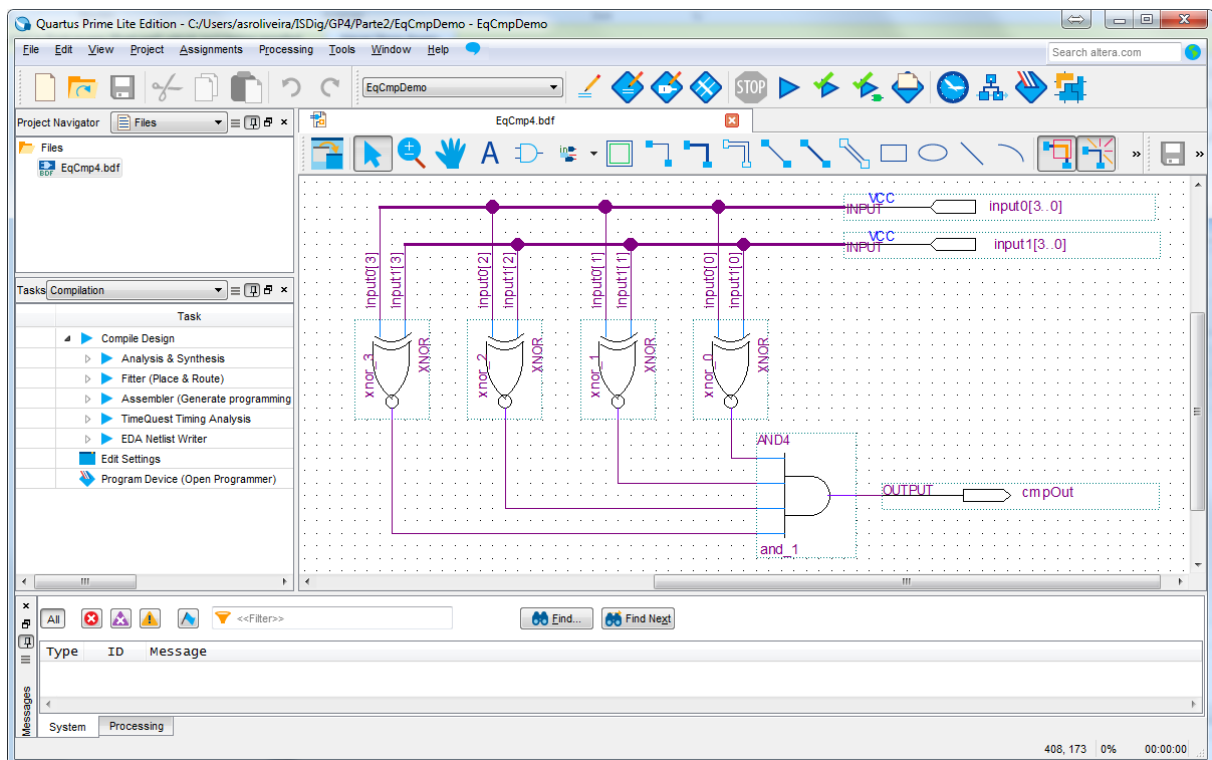 Quartus Prime Lite Edition - C:/Users/asroliveira/ISDig/GP4/Parte2/EqCmpDemo - EqCmpDemo
File Edit View Project Assignments Processing Tools Window Help
Search altera.com
EqCmpDemo
STOP
Project Navigator Files
EqCmp4.bdf
Files
BDF EqCmp4.bdf
A
in
»
»
VCC
INPUT
input0[3..0]
VCC
INPUT
input1[3..0]
input0[3]
input1[3]
input0[2]
input1[2]
input0[1]
input1[1]
input0[0]
input1[0]
xnor_3
XNOR
xnor_2
XNOR
xnor_1
XNOR
xnor_0
XNOR
AND4
OUTPUT
cmpOut
and_1
Tasks Compilation
Task
Compile Design
Analysis & Synthesis
Fitter (Place & Route)
Assembler (Generate programming
TimeQuest Timing Analysis
EDA Netlist Writer
Edit Settings
Program Device (Open Programmer)
All
<<Filter>>
Find...
Find Next
Type ID Message
Messages
System Processing
408, 173 0% 00:00:00